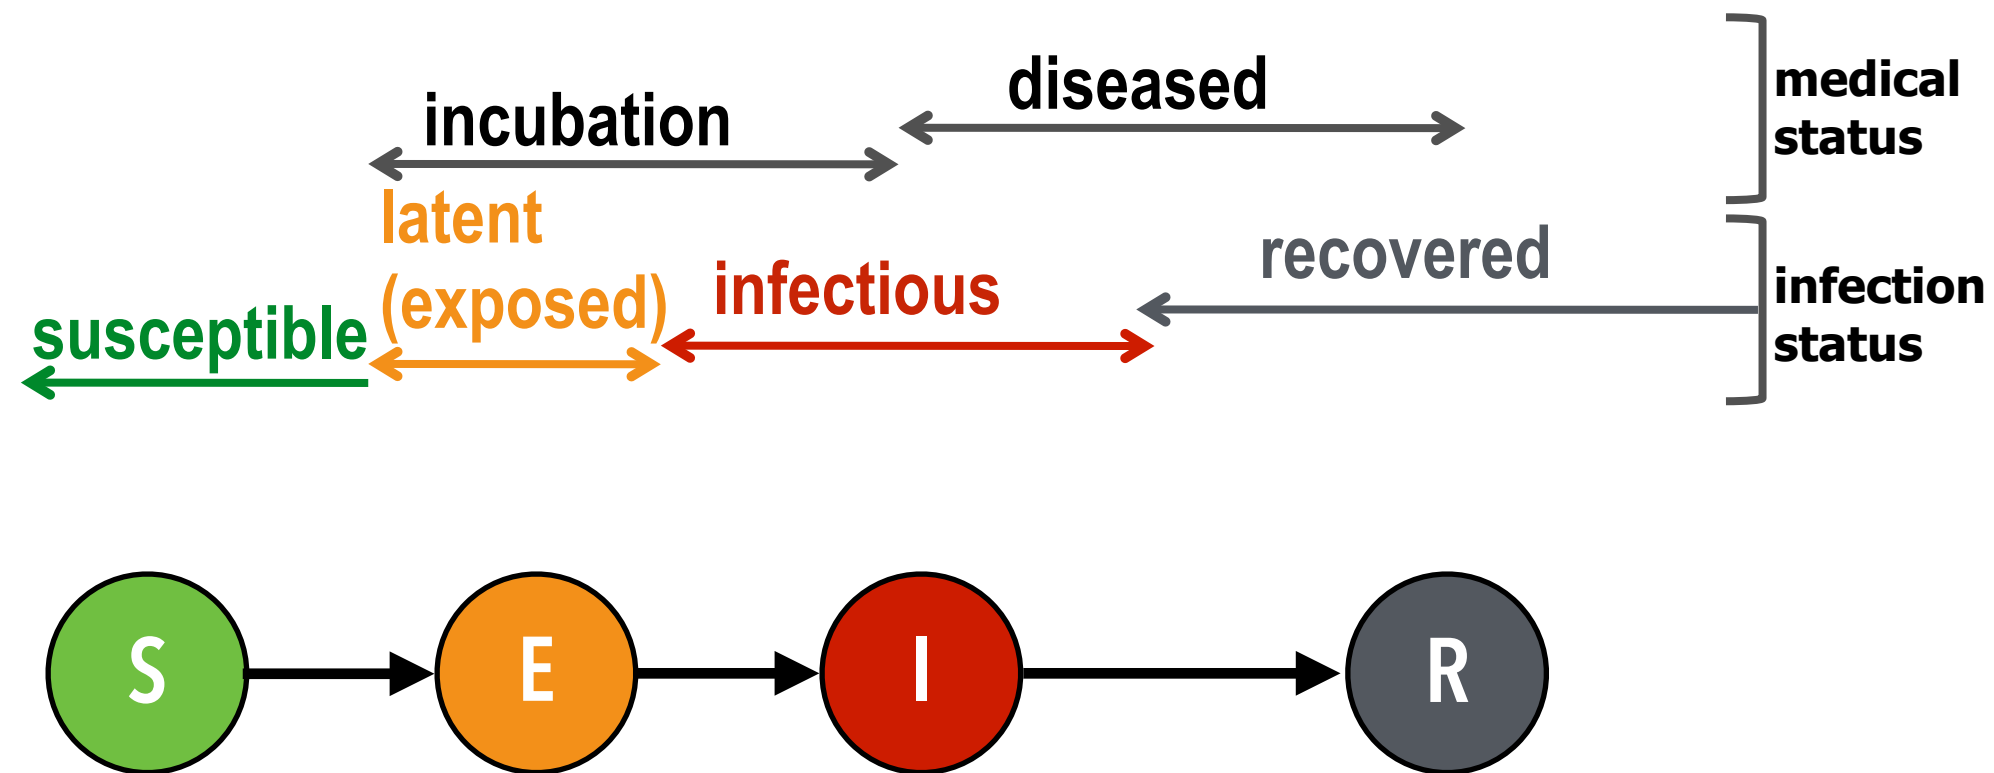 diseased
medical
status
incubation
latent
(exposed)
infectious
recovered
infection
status
susceptible
S
E
I
R